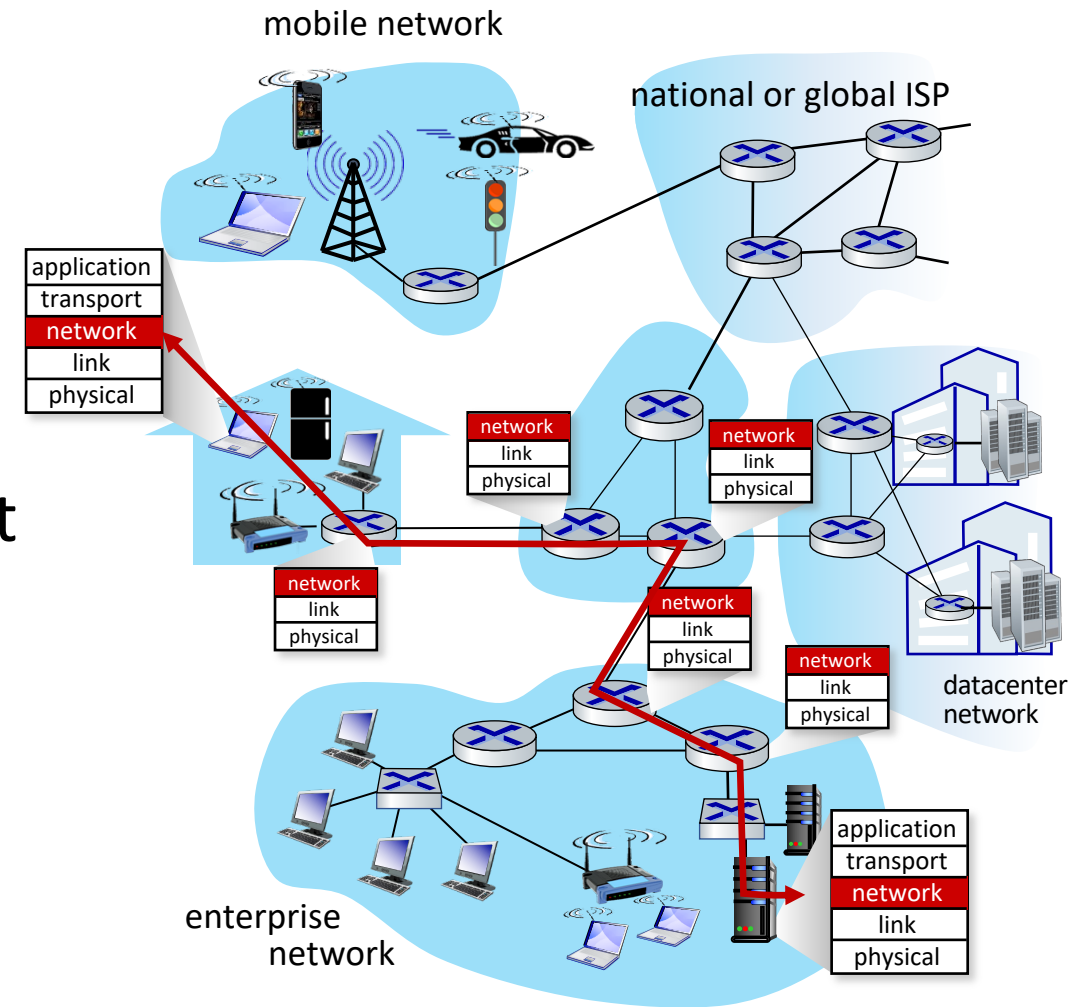 mobile network
national or global ISP
application
transport
network
link
physical
network
link
physical
network
link
physical
t
network
link
physical
network
link
physical
network
link
physical
datacenter
network
application
transport
network
link
physical
enterprise
network